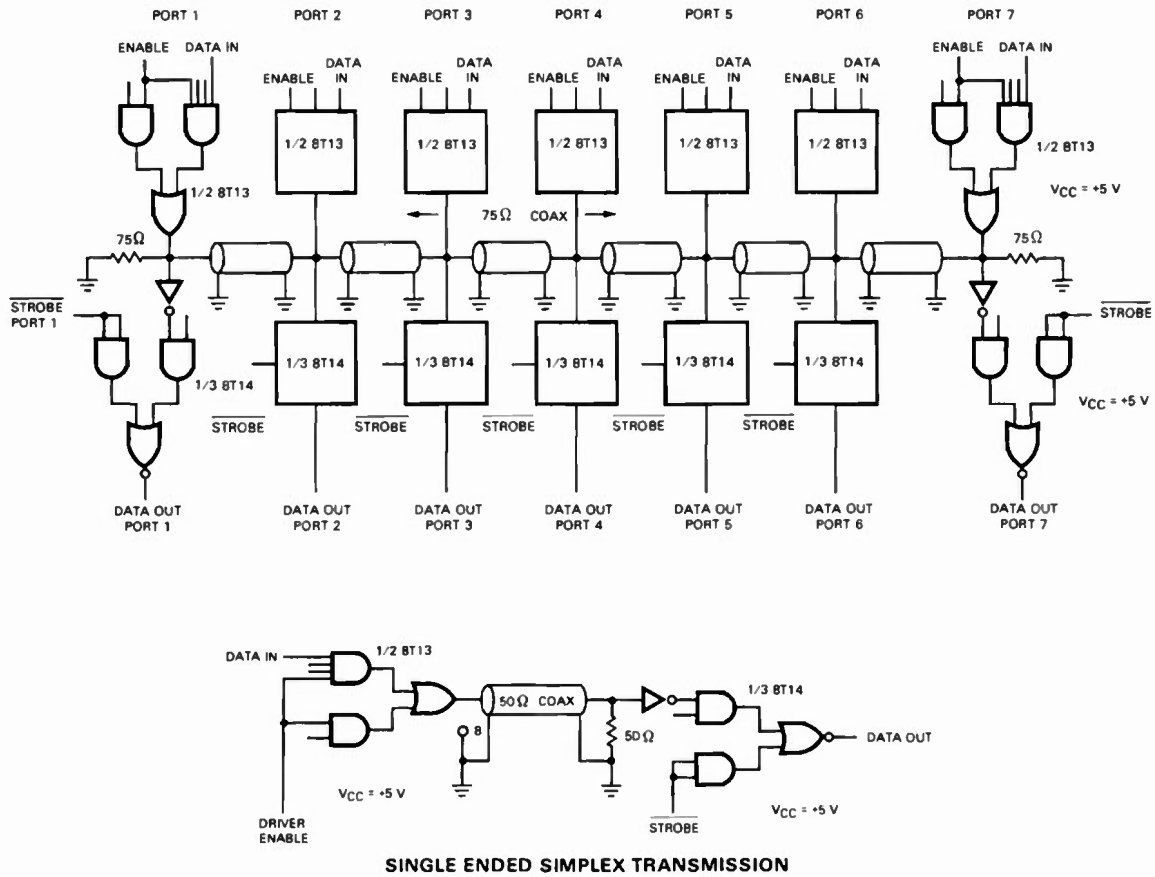 PORT 1 PORT 2 PORT 3 PORT 4 PORT 5 PORT 6 PORT 7
ENABLE DATA IN
DATA IN
ENABLE
DATA IN
ENABLE
DATA IN
ENABLE
DATA IN
ENABLE
DATA IN
ENABLE
ENABLE DATA IN
1/2 8T13
1/2 8T13
1/2 8T13
1/2 8T13
1/2 8T13
1/2 8T13
1/2 8T13
VCC = +5 V
75Ω COAX
75Ω
75Ω
STROBE
PORT 1
STROBE
1/3 8T14
1/3 8T14
1/3 8T14
1/3 8T14
1/3 8T14
1/3 8T14
VCC = +5 V
STROBE STROBE STROBE STROBE STROBE
DATA OUT
PORT 1
DATA OUT
PORT 2
DATA OUT
PORT 3
DATA OUT
PORT 4
DATA OUT
PORT 5
DATA OUT
PORT 6
DATA OUT
PORT 7
DATA IN
1/2 8T13
50Ω COAX
8
50Ω
1/3 8T14
DATA OUT
VCC = +5 V
VCC = +5 V
DRIVER
ENABLE
STROBE
SINGLE ENDED SIMPLEX TRANSMISSION